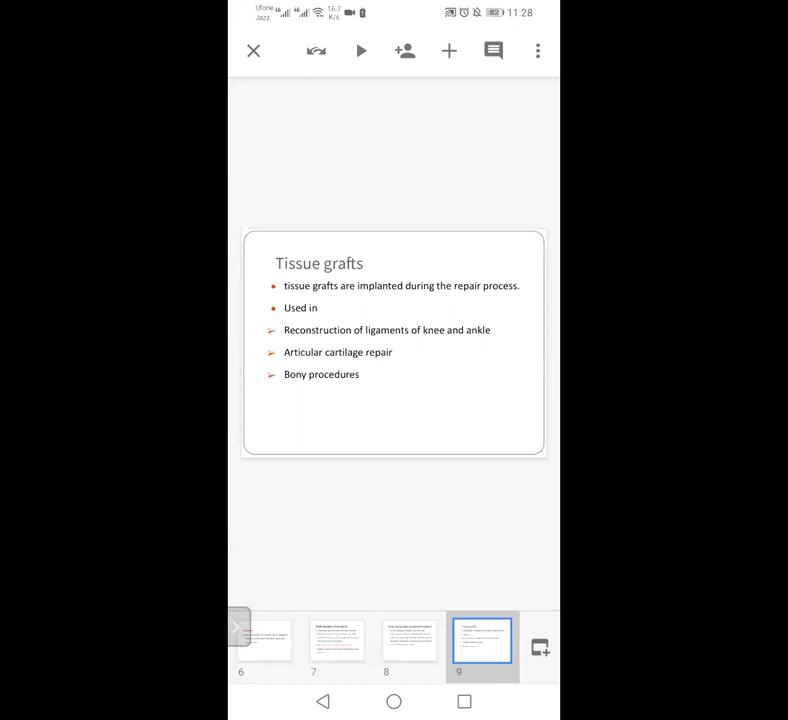 Ufone
Jazz
16.7
K/s
82
11:28
Tissue grafts
tissue grafts are implanted during the repair process.
Used in
Reconstruction of ligaments of knee and ankle
Articular cartilage repair
Bony procedures
6
7
8
9